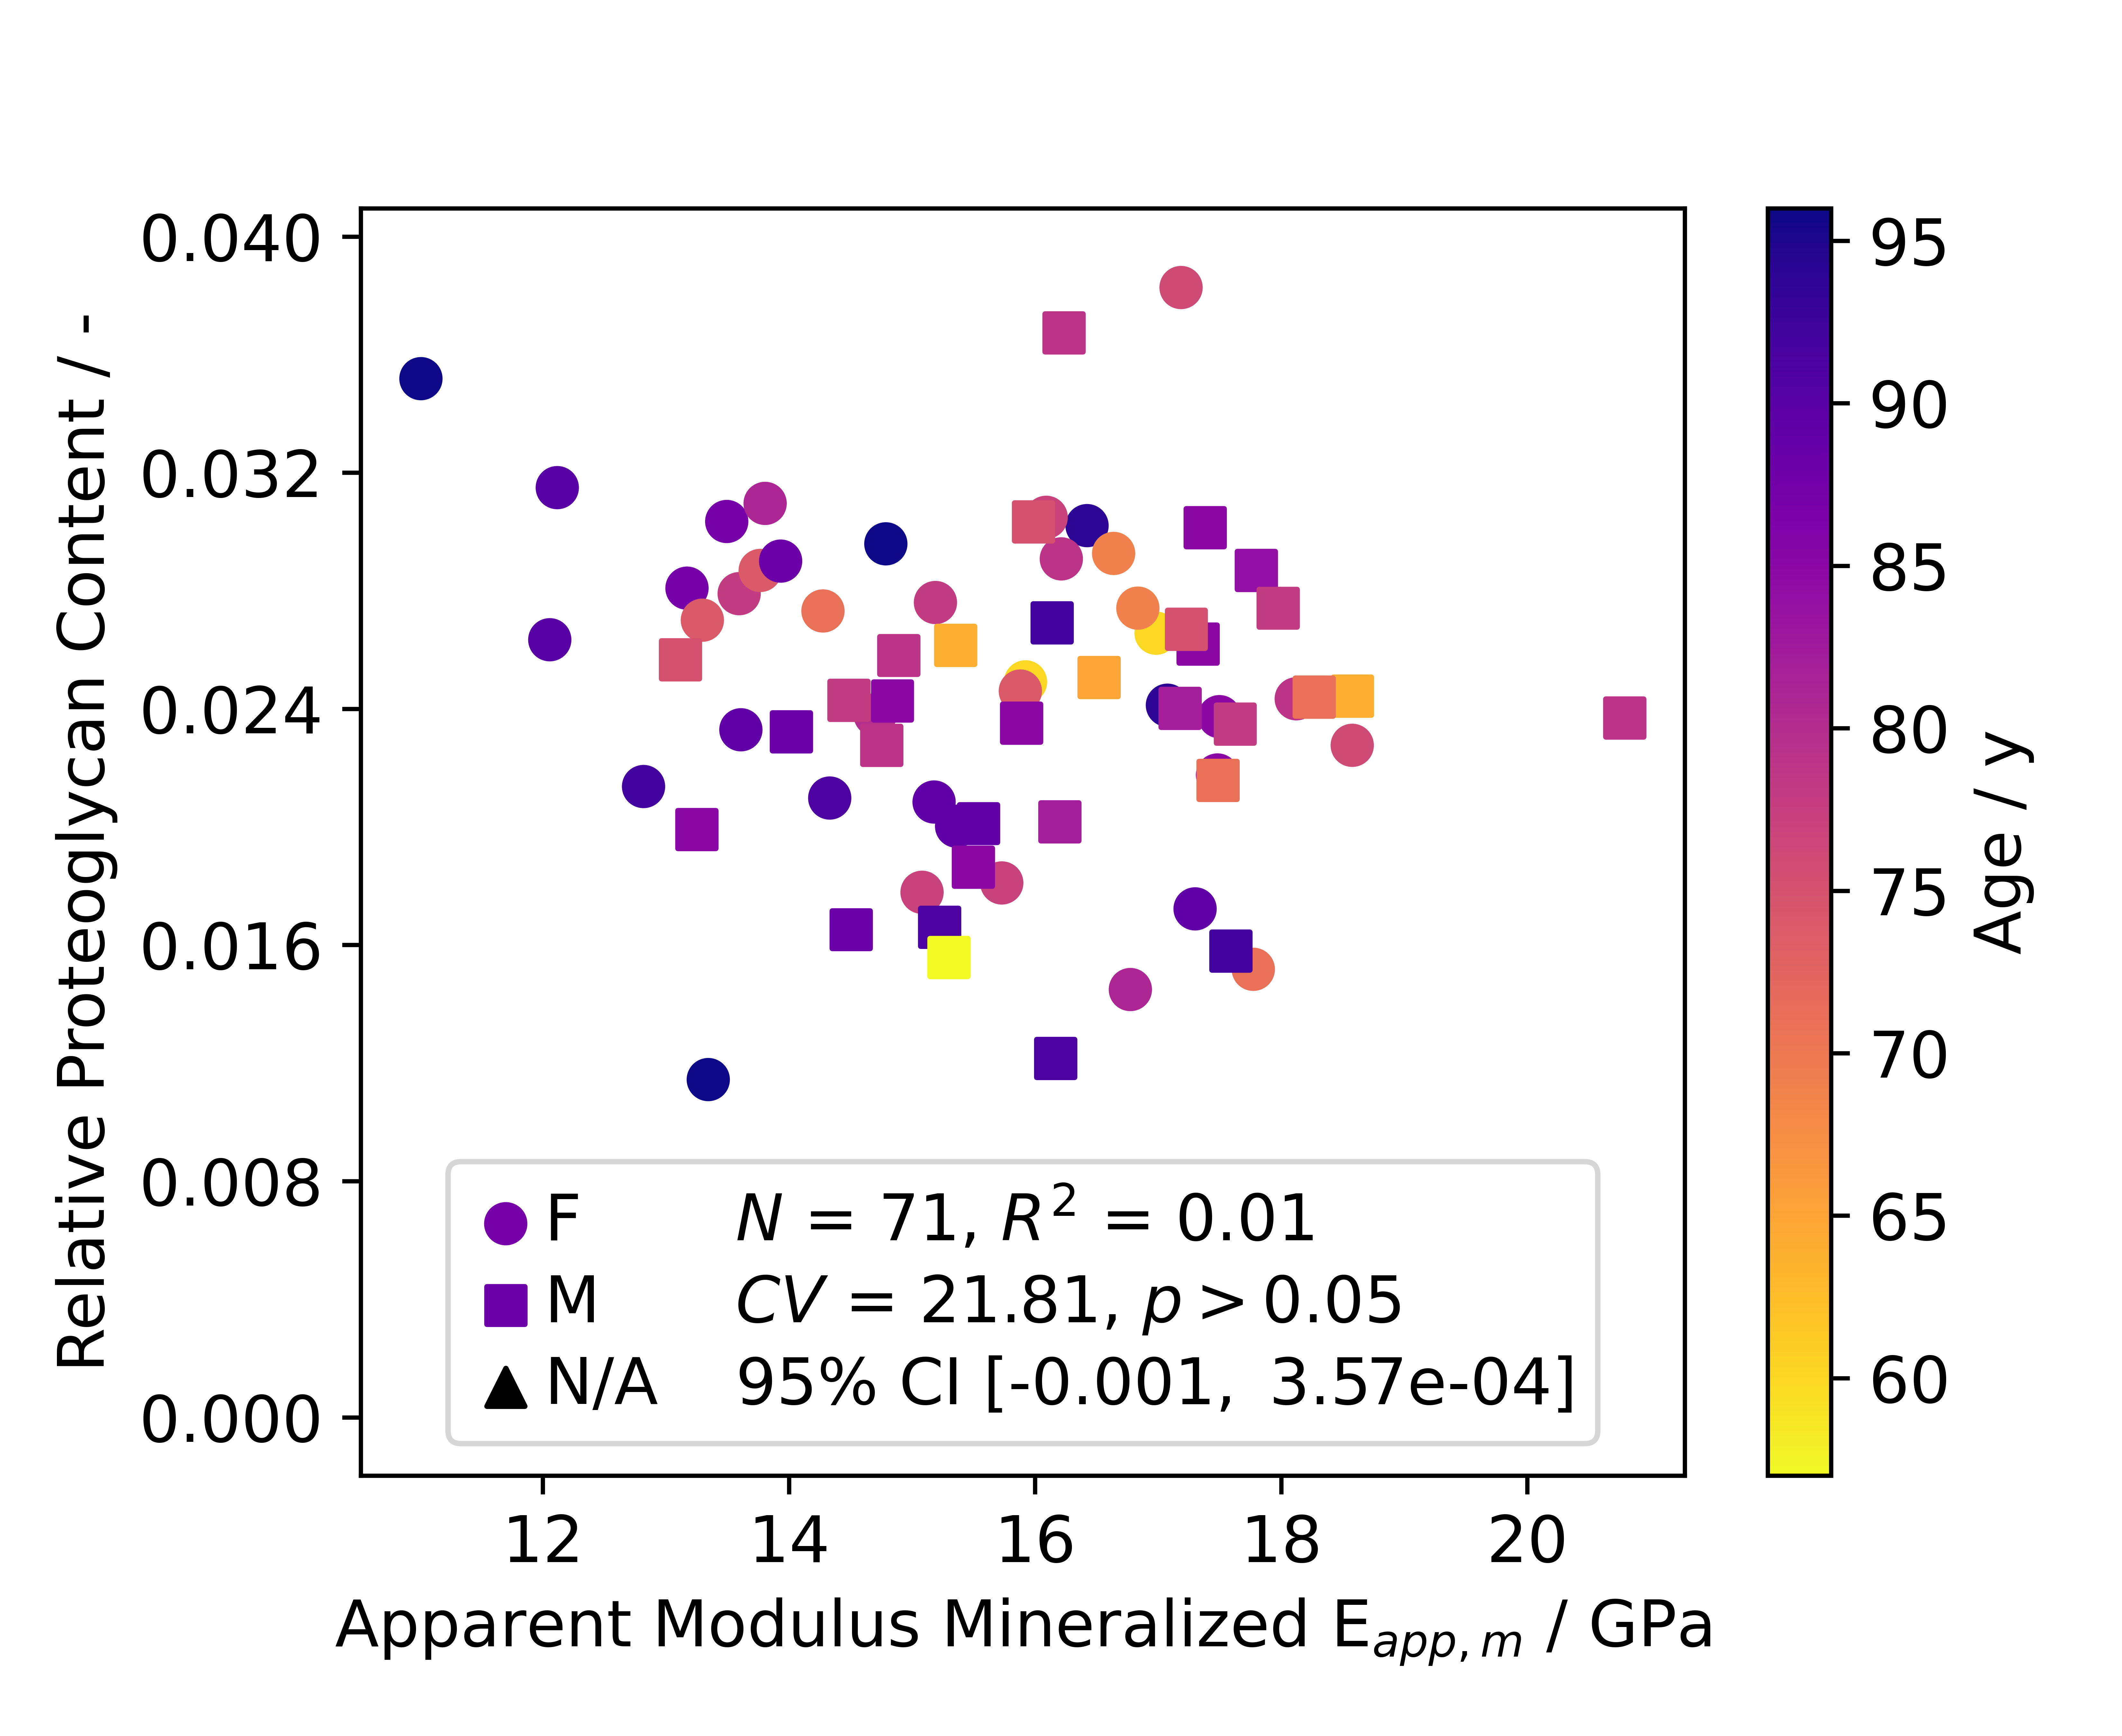 Relative Proteoglycan Content / -
0.040
0.032
0.024
0.016
0.008
0.000
F N = 71, R² = 0.01
M CV = 21.81, p > 0.05
N/A 95% CI [-0.001, 3.57e-04]
12 14 16 18 20
Apparent Modulus Mineralized E_app,m / GPa
95
90
85
80
75
70
65
60
Age / y